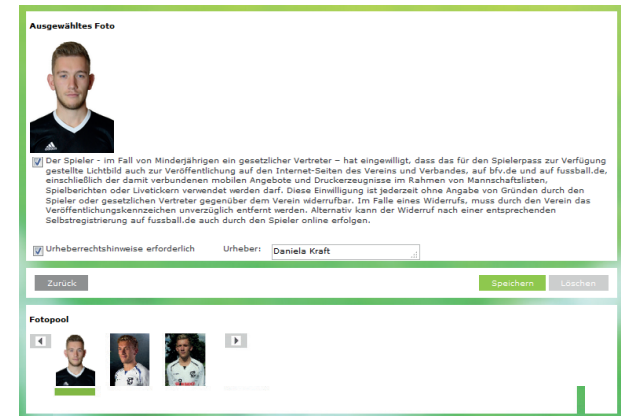 Ausgewähltes Foto
adidas
Der Spieler - im Fall von Minderjährigen ein gesetzlicher Vertreter – hat eingewilligt, dass das für den Spielerpass zur Verfügung
gestellte Lichtbild auch zur Veröffentlichung auf den Internet-Seiten des Vereins und Verbandes, auf bfv.de und auf fussball.de,
einschließlich der damit verbundenen mobilen Angebote und Druckerzeugnisse im Rahmen von Mannschaftslisten,
Spielberichten oder Livetickern verwendet werden darf. Diese Einwilligung ist jederzeit ohne Angabe von Gründen durch den
Spieler oder gesetzlichen Vertreter gegenüber dem Verein widerrufbar. Im Falle eines Widerrufs, muss durch den Verein das
Veröffentlichungskennzeichen unverzüglich entfernt werden. Alternativ kann der Widerruf nach einer entsprechenden
Selbstregistrierung auf fussball.de auch durch den Spieler online erfolgen.
Urheberrechtshinweise erforderlich Urheber: Daniela Kraft
Zurück Speichern Löschen
Fotopool